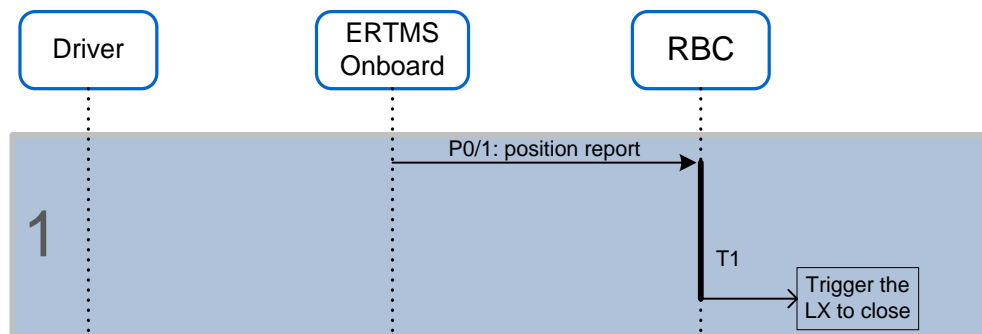 Driver
ERTMS
Onboard
RBC
P0/1: position report
1
T1
Trigger the
LX to close